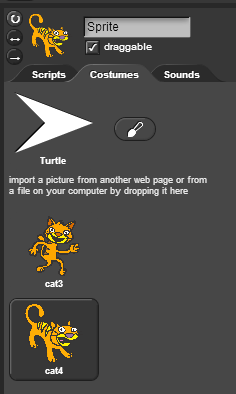 Sprite
draggable
Scripts Costumes Sounds
Turtle
import a picture from another web page or from
a file on your computer by dropping it here
cat3
cat4